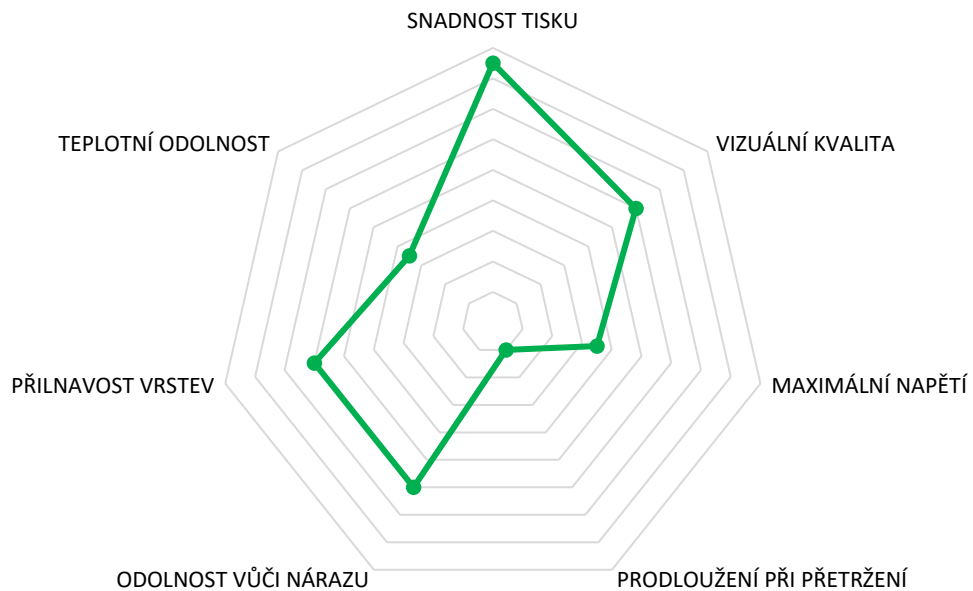 SNADNOST TISKU
TEPLOTNÍ ODOLNOST
VIZUÁLNÍ KVALITA
PŘILNAVOST VRSTEV
MAXIMÁLNÍ NAPĚTÍ
ODOLNOST VŮČI NÁRAZU
PRODLOUŽENÍ PŘI PŘETRŽENÍ